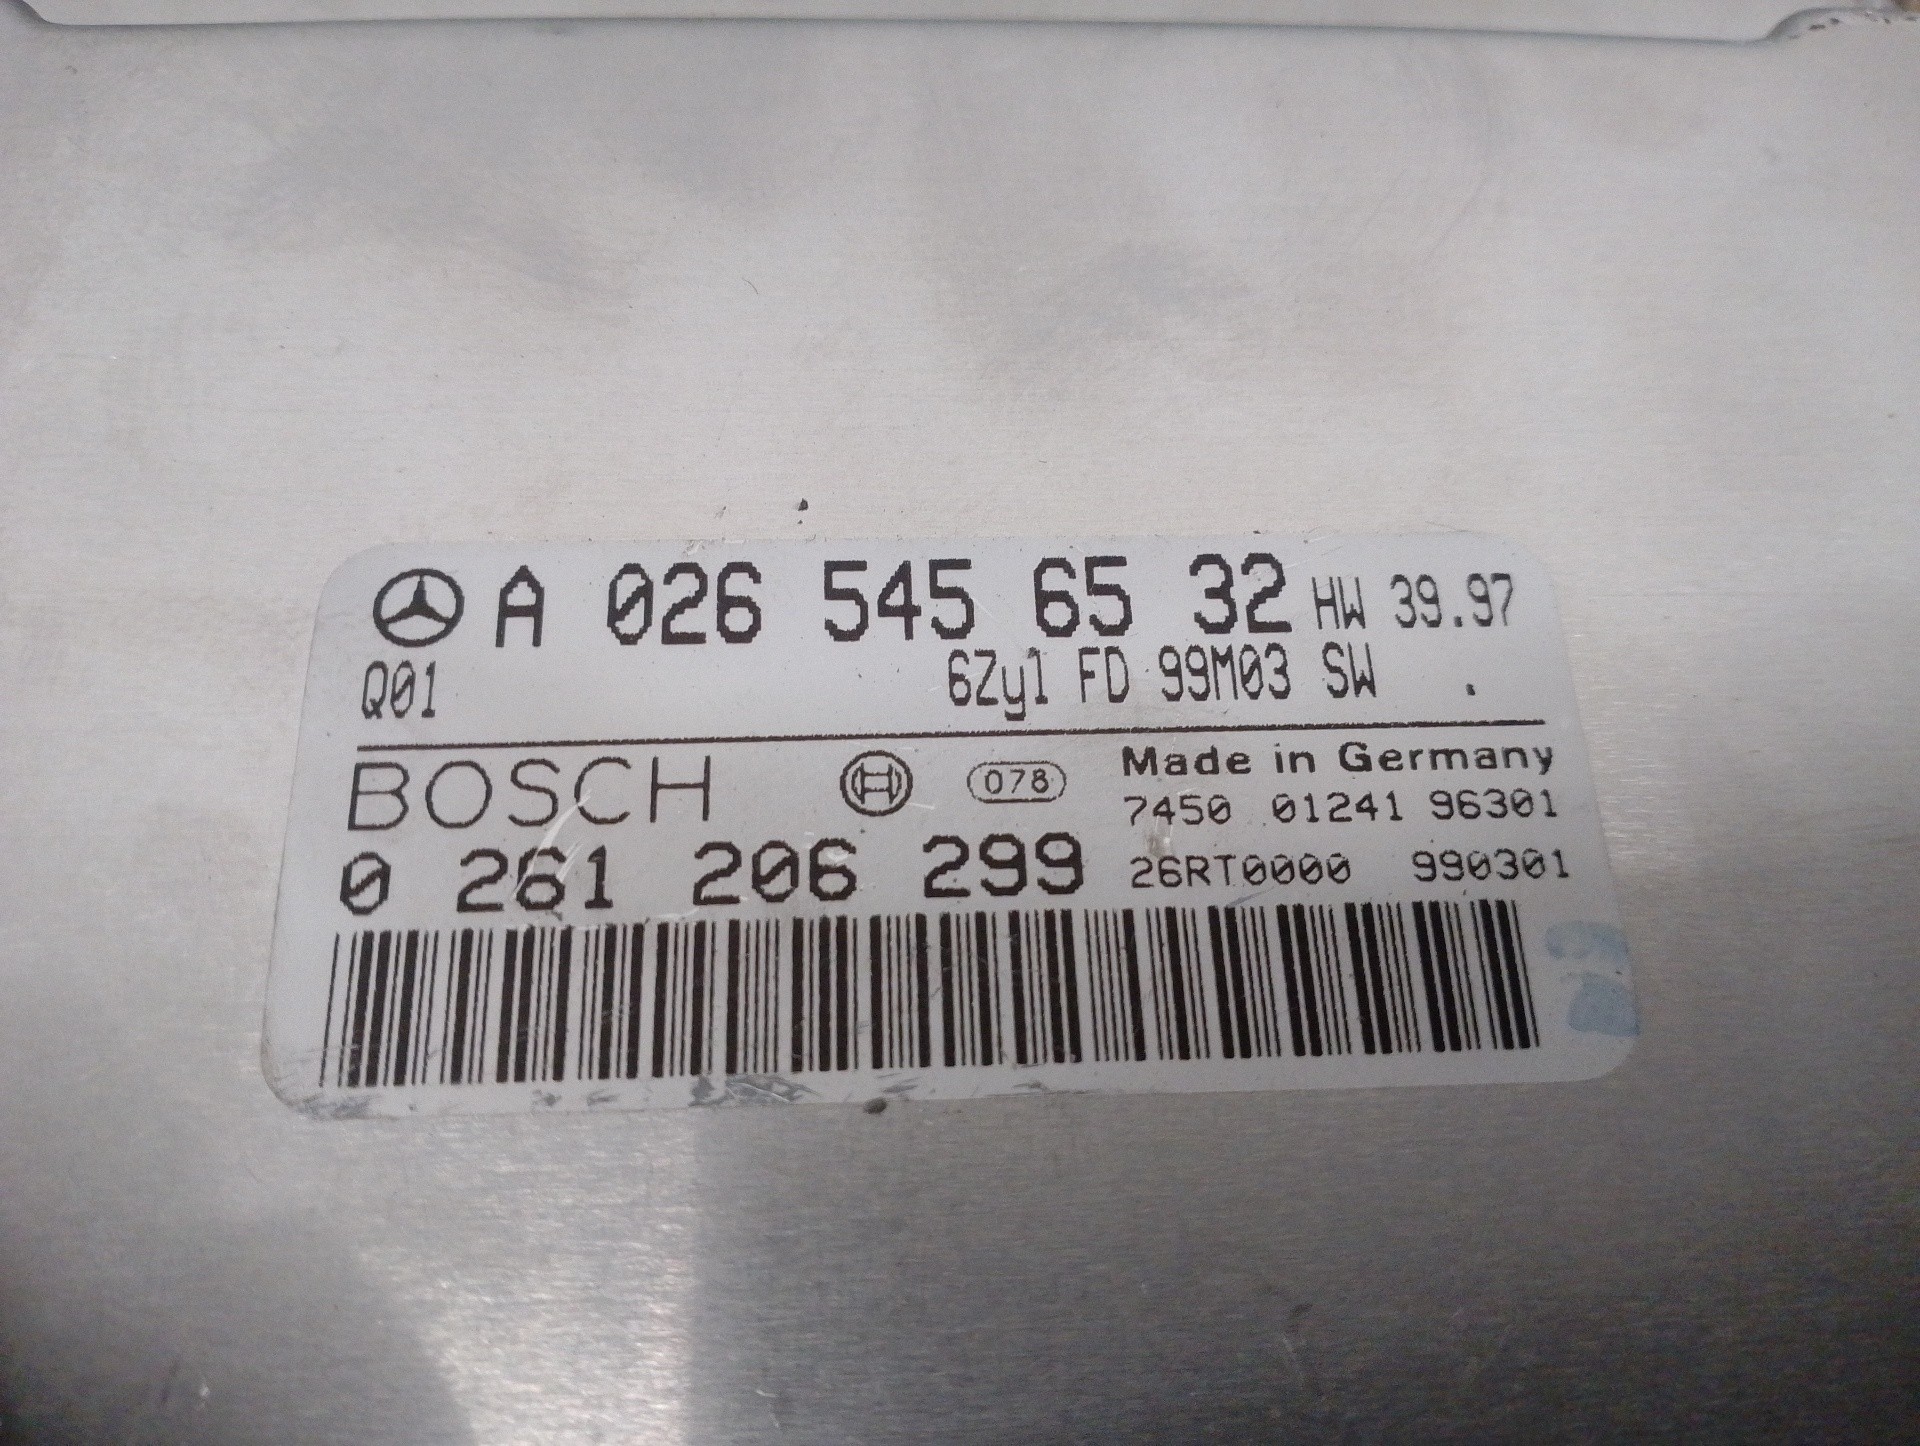 A 026 545 65 32 HW 39.97
Q01 6Zyl FD 99M03 SW .
BOSCH 078 Made in Germany
7450 01241 96301
0 261 206 299 26RT0000 990301